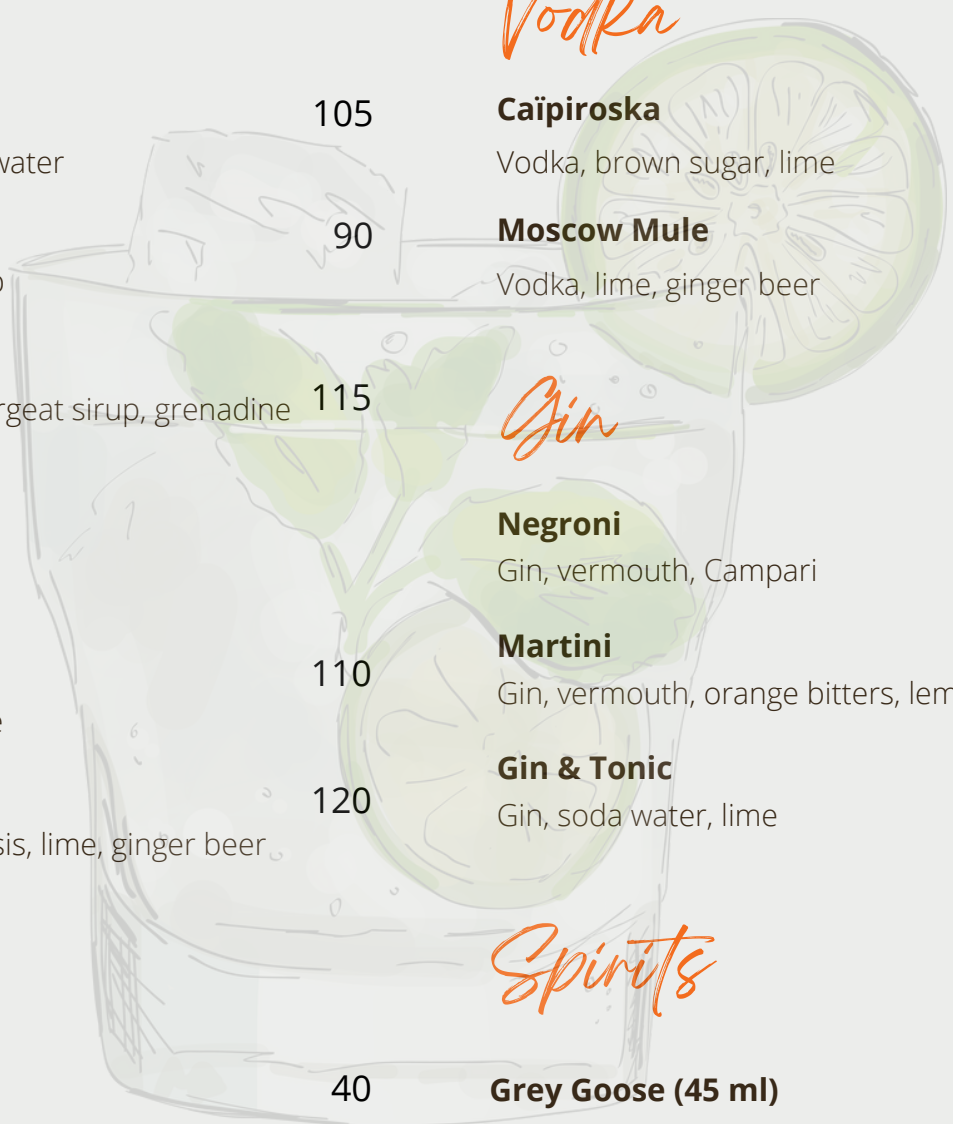 105
water
90
rgeat sirup, grenadine
115
110
120
sis, lime, ginger beer
40
Vodka
Caïpiroska
Vodka, brown sugar, lime
Moscow Mule
Vodka, lime, ginger beer
Gin
Negroni
Gin, vermouth, Campari
Martini
Gin, vermouth, orange bitters, lem
Gin & Tonic
Gin, soda water, lime
Spirits
Grey Goose (45 ml)